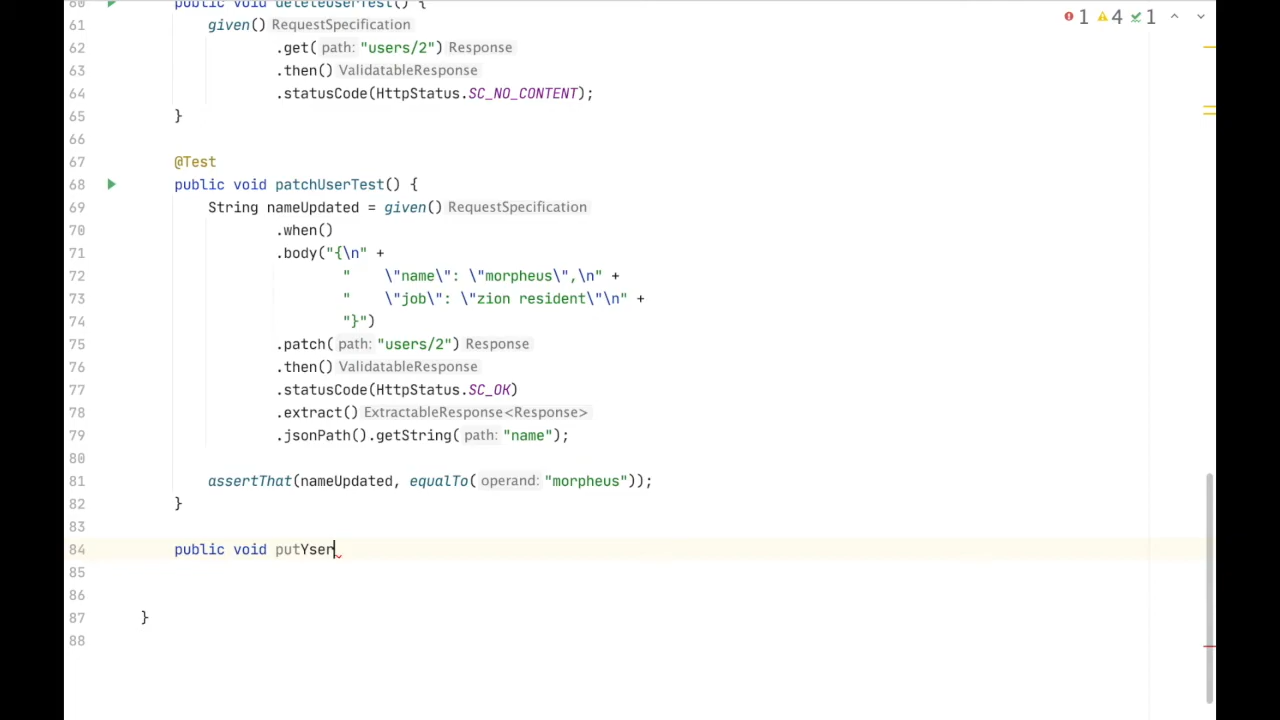 60 public void deleteUserTest() {
1 4 1
61 given() RequestSpecification
62 .get( path: "users/2") Response
63 .then() ValidatableResponse
64 .statusCode(HttpStatus.SC_NO_CONTENT);
65 }
66
67 @Test
68 public void patchUserTest() {
69 String nameUpdated = given() RequestSpecification
70 .when()
71 .body("{\n" +
72 "    \"name\": \"morpheus\",\n" +
73 "    \"job\": \"zion resident\"\n" +
74 "}")
75 .patch( path: "users/2") Response
76 .then() ValidatableResponse
77 .statusCode(HttpStatus.SC_OK)
78 .extract() ExtractableResponse<Response>
79 .jsonPath().getString( path: "name");
80
81 assertThat(nameUpdated, equalTo( operand: "morpheus"));
82 }
83
84 public void putYser
85
86
87 }
88